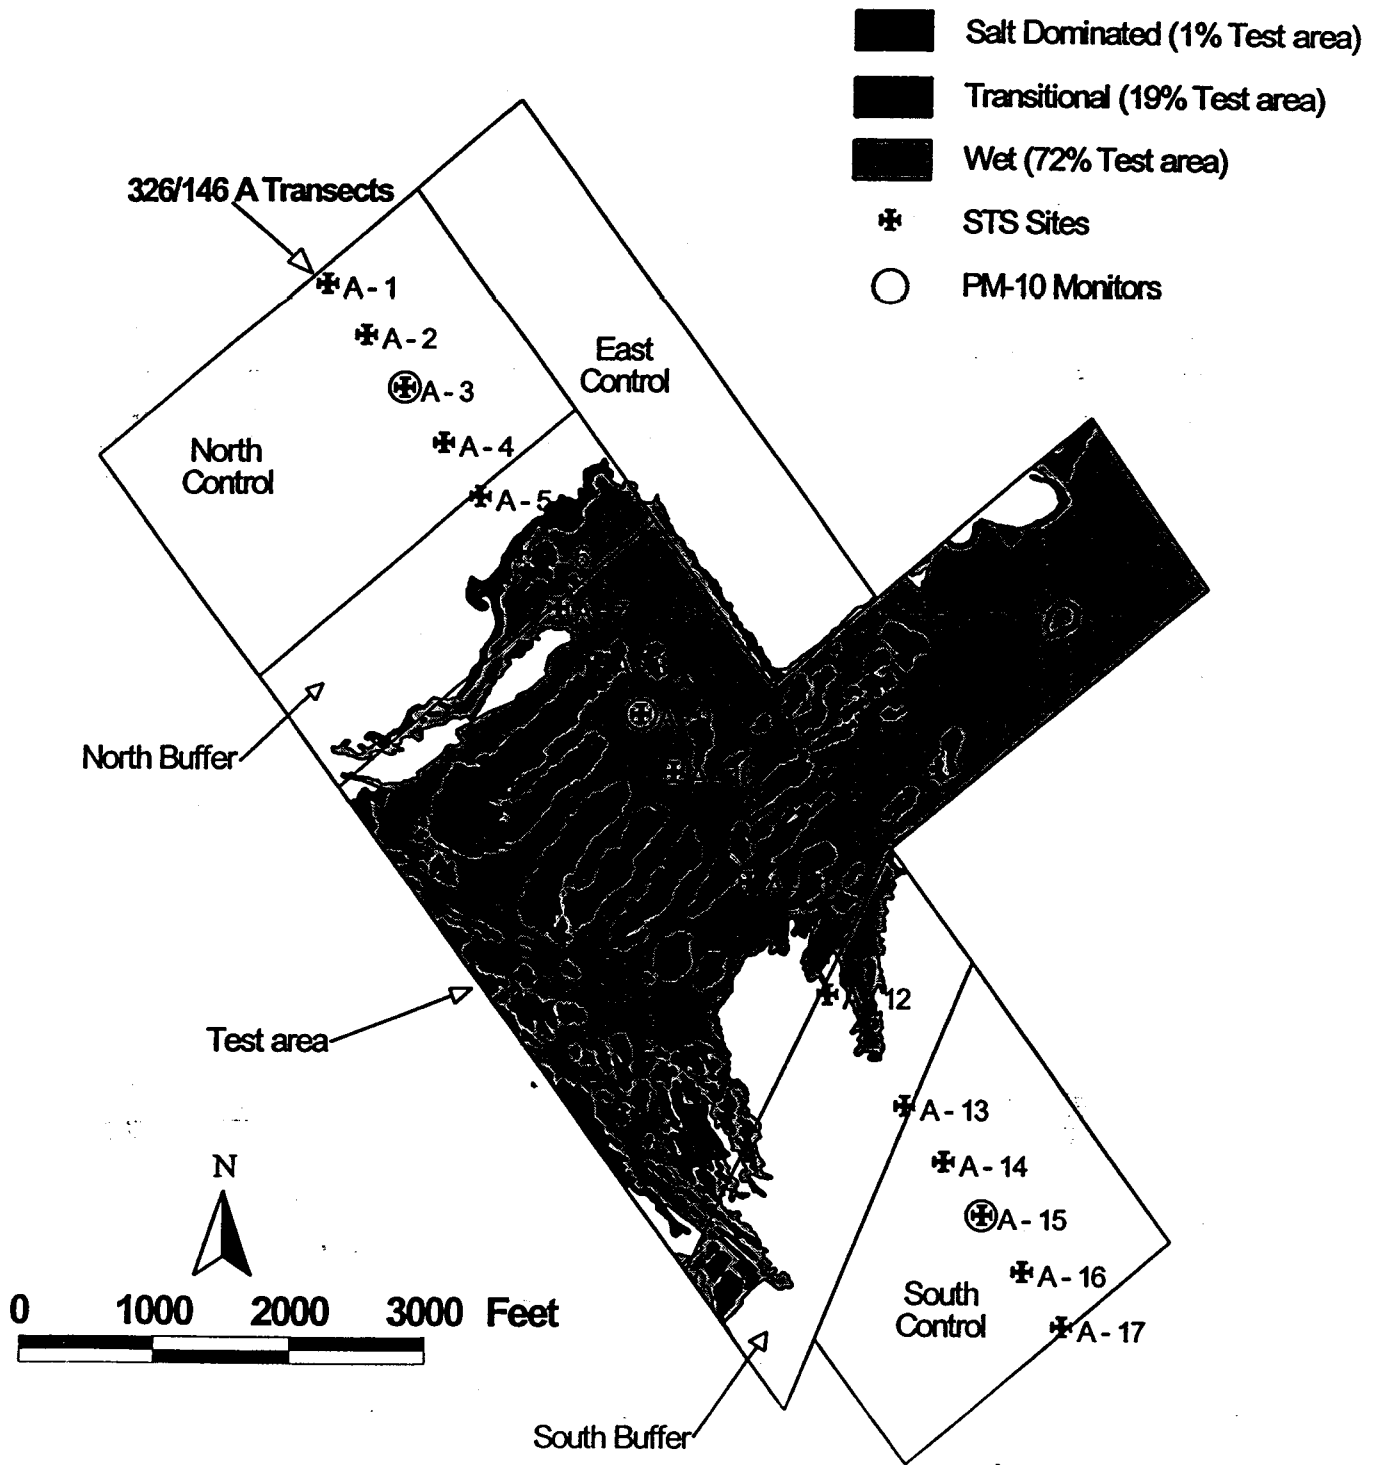 Salt Dominated (1% Test area)
Transitional (19% Test area)
Wet (72% Test area)
STS Sites
PM-10 Monitors
326/146 A Transects
A - 1
A - 2
A - 3
A - 4
A - 5
East
Control
North
Control
North Buffer
Test area
12
A - 13
A - 14
A - 15
A - 16
A - 17
South
Control
South Buffer
N
0 1000 2000 3000 Feet